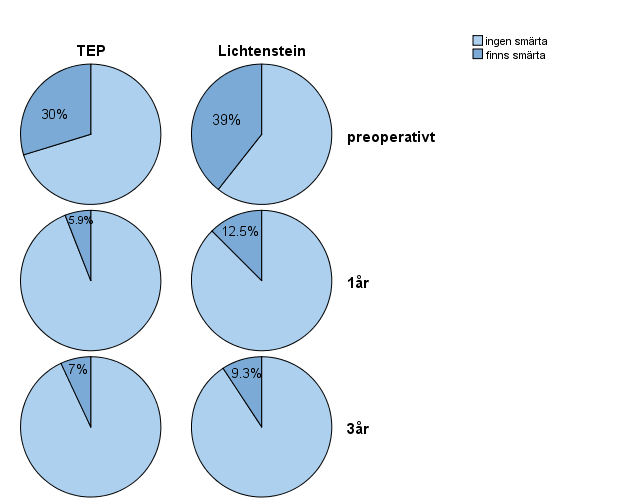 TEP
Lichtenstein
ingen smärta
finns smärta
30%
39%
preoperativt
5.9%
12.5%
1år
7%
9.3%
3år